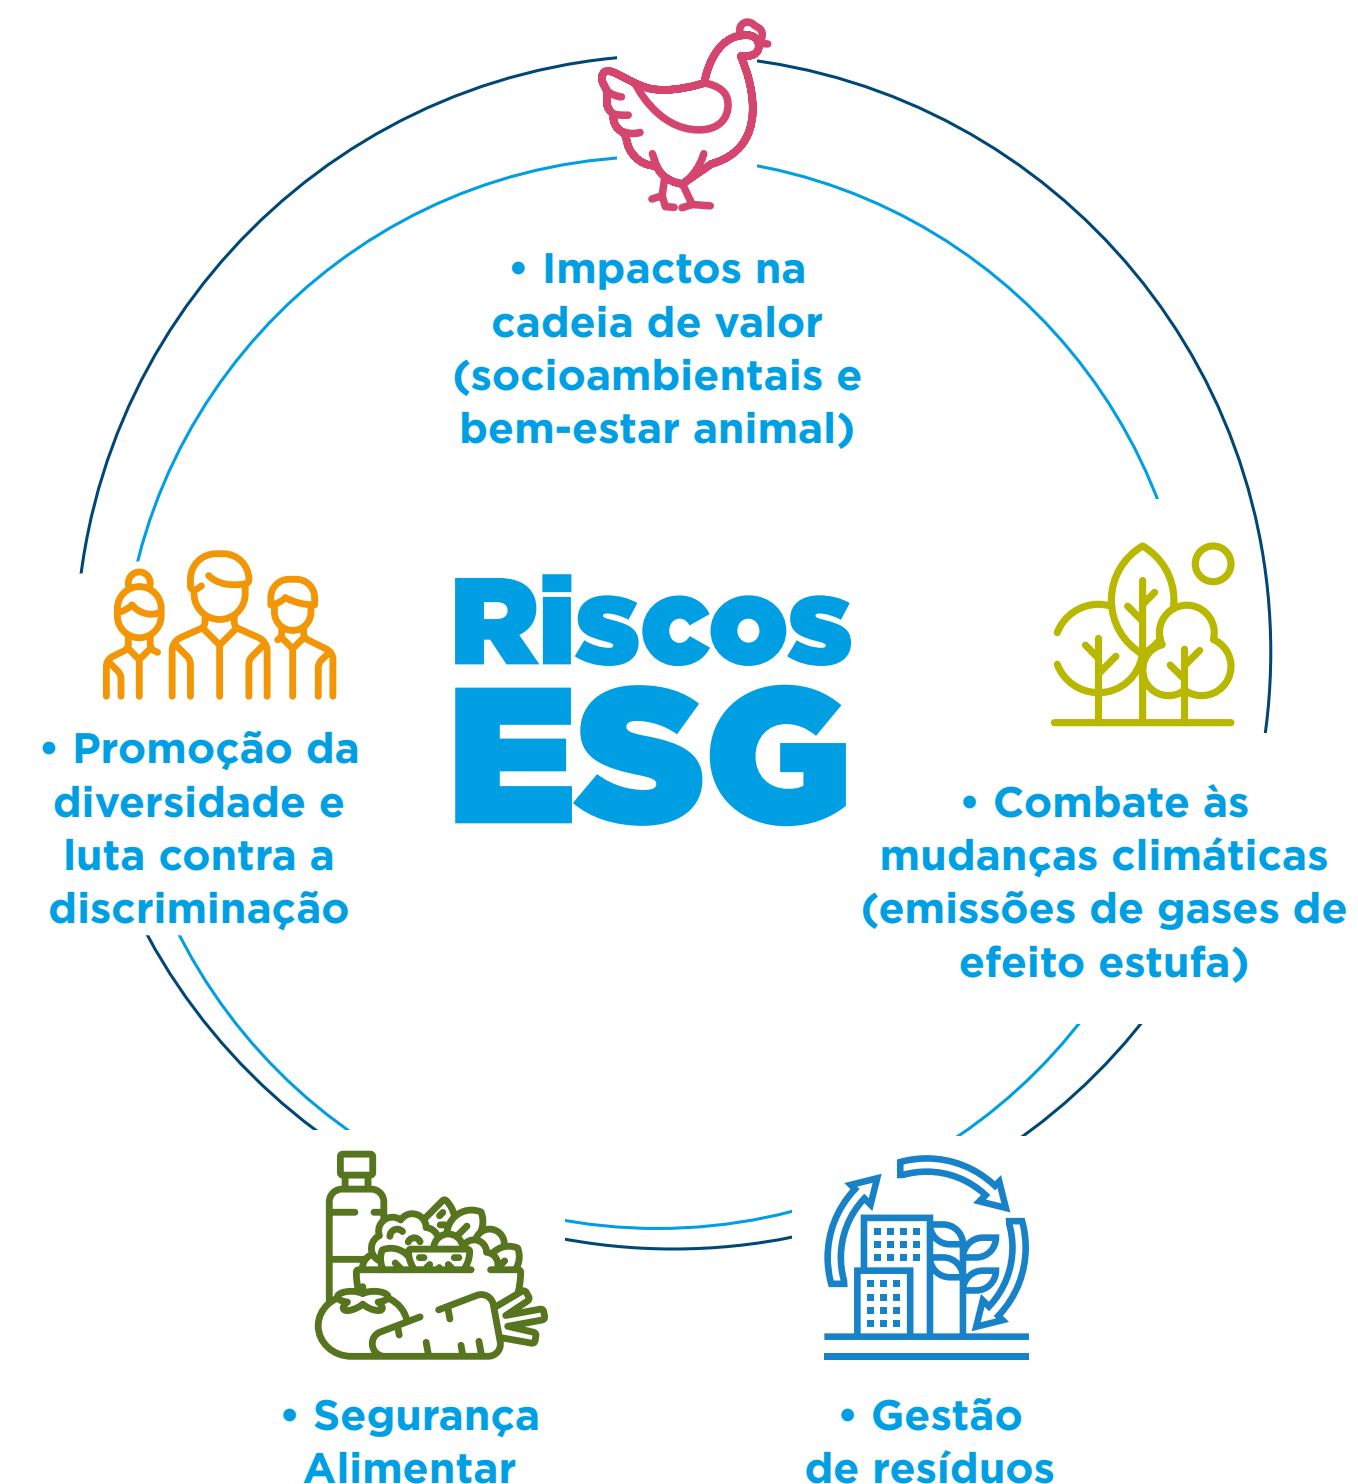 • Impactos na
cadeia de valor
(socioambientais e
bem-estar animal)
Riscos
ESG
• Promoção da
diversidade e
luta contra a
discriminação
• Combate às
mudanças climáticas
(emissões de gases de
efeito estufa)
• Segurança
Alimentar
• Gestão
de resíduos